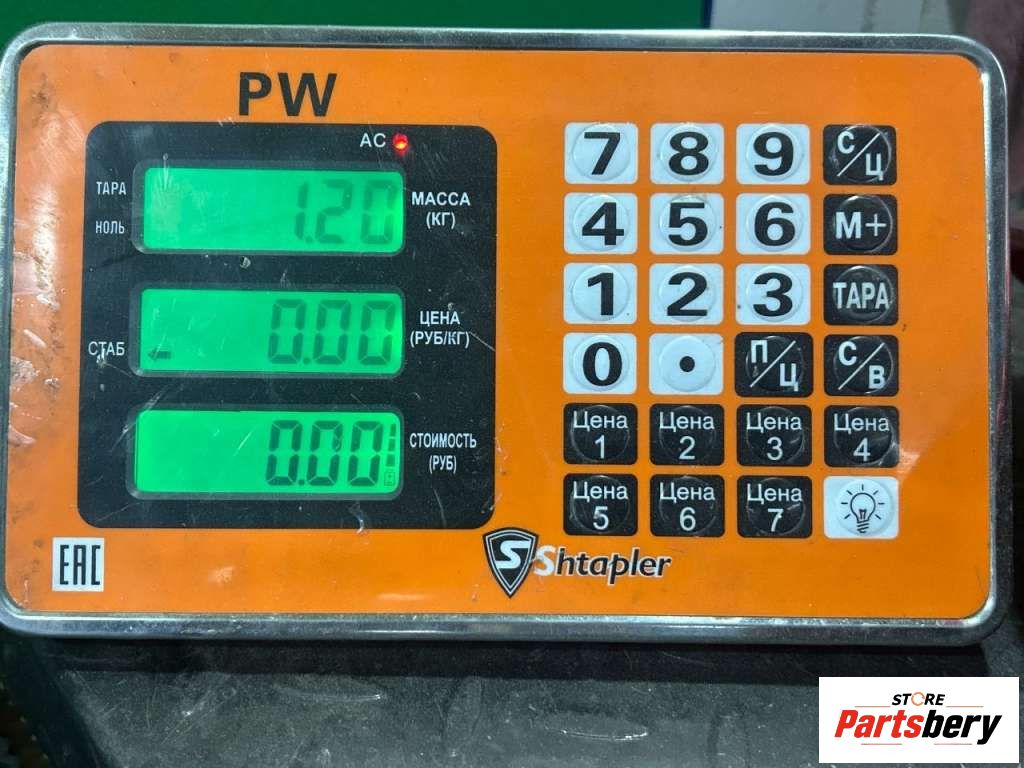 PW
AC
ТАРА
НОЛЬ
1.20
МАССА
(КГ)
СТАБ
0.00
ЦЕНА
(РУБ/КГ)
0.00
СТОИМОСТЬ
(РУБ)
7 8 9 С/Ц
4 5 6 М+
1 2 3 ТАРА
0 . П/Ц С/В
Цена 1 Цена 2 Цена 3 Цена 4
Цена 5 Цена 6 Цена 7
EAC
S Shtapler
STORE
Partsbery